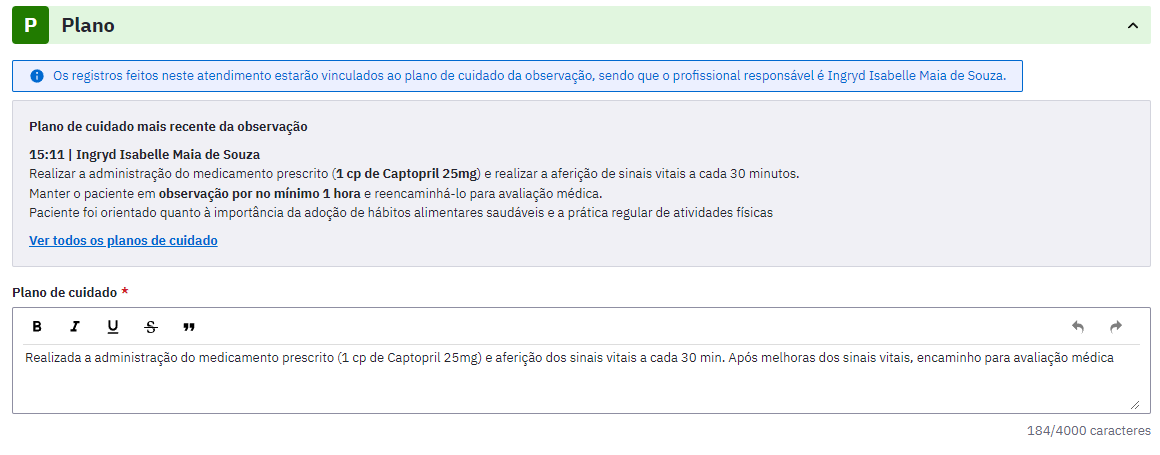 P Plano
Os registros feitos neste atendimento estarão vinculados ao plano de cuidado da observação, sendo que o profissional responsável é Ingryd Isabelle Maia de Souza.
Plano de cuidado mais recente da observação
15:11 | Ingryd Isabelle Maia de Souza
Realizar a administração do medicamento prescrito (1 cp de Captopril 25mg) e realizar a aferição de sinais vitais a cada 30 minutos.
Manter o paciente em observação por no mínimo 1 hora e reencaminhá-lo para avaliação médica.
Paciente foi orientado quanto à importância da adoção de hábitos alimentares saudáveis e a prática regular de atividades físicas
Ver todos os planos de cuidado
Plano de cuidado *
B I U S
Realizada a administração do medicamento prescrito (1 cp de Captopril 25mg) e aferição dos sinais vitais a cada 30 min. Após melhoras dos sinais vitais, encaminho para avaliação médica
184/4000 caracteres